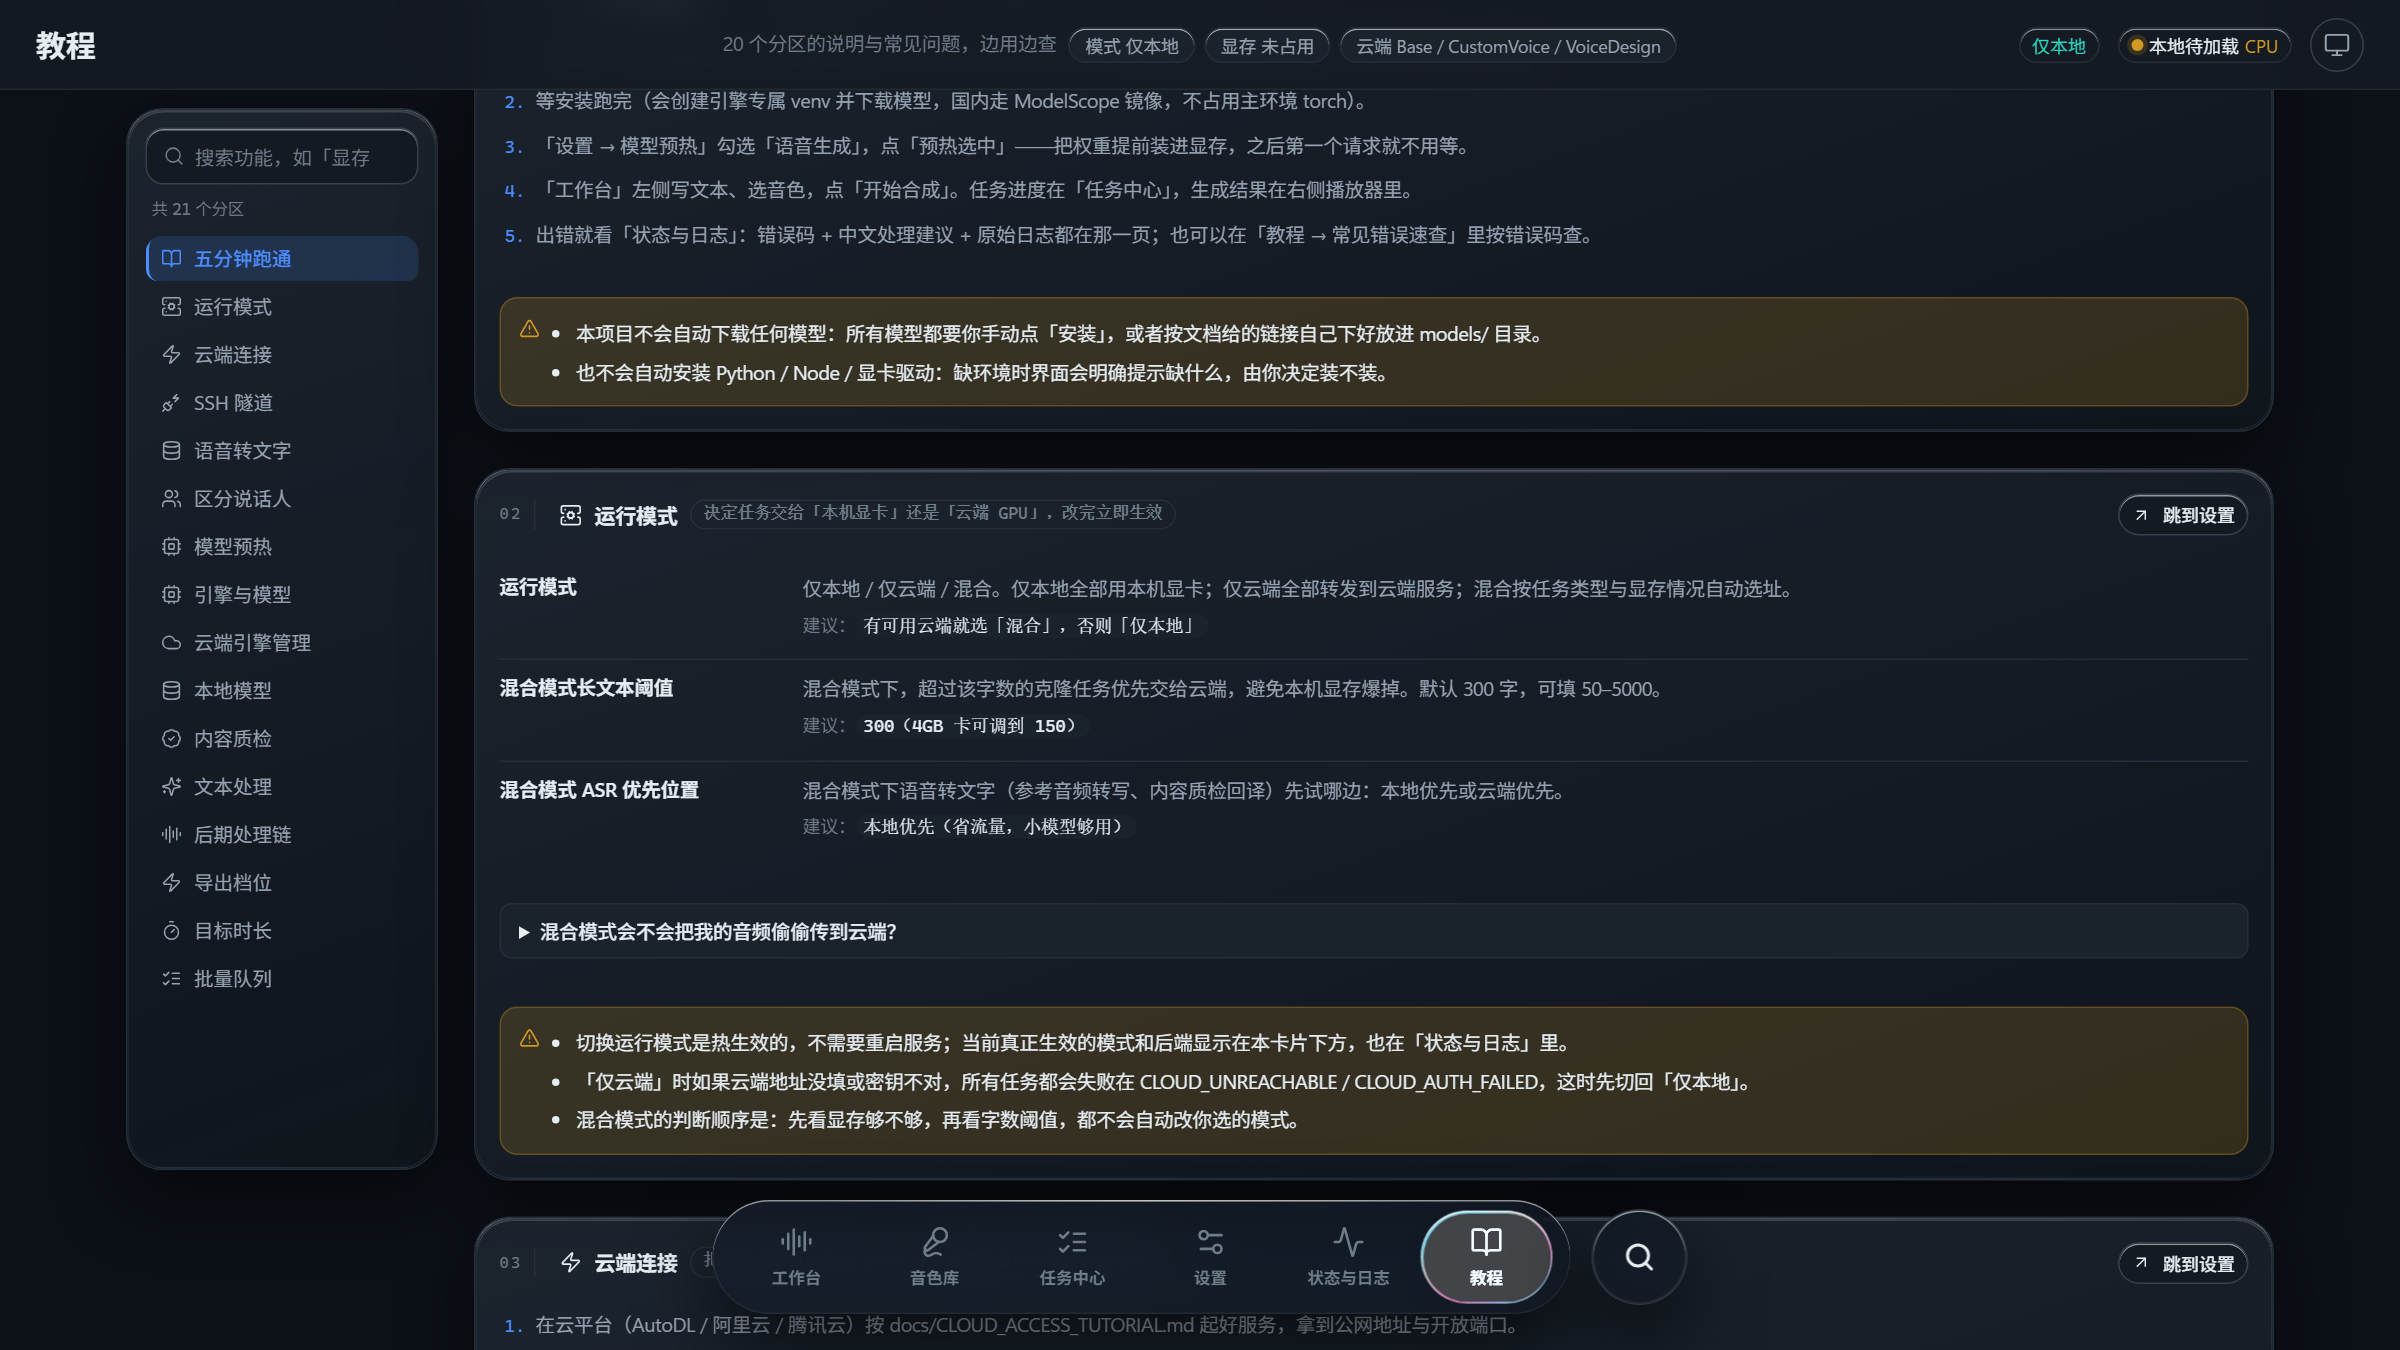 教程
20 个分区的说明与常见问题，边用边查
模式 仅本地
显存 未占用
云端 Base / CustomVoice / VoiceDesign
仅本地
本地待加载 CPU
搜索功能，如「显存
共 21 个分区
五分钟跑通
运行模式
云端连接
SSH 隧道
语音转文字
区分说话人
模型预热
引擎与模型
云端引擎管理
本地模型
内容质检
文本处理
后期处理链
导出档位
目标时长
批量队列
2. 等安装跑完（会创建引擎专属 venv 并下载模型，国内走 ModelScope 镜像，不占用主环境 torch）。
3. 「设置 → 模型预热」勾选「语音生成」，点「预热选中」——把权重提前装进显存，之后第一个请求就不用等。
4. 「工作台」左侧写文本、选音色，点「开始合成」。任务进度在「任务中心」，生成结果在右侧播放器里。
5. 出错就看「状态与日志」：错误码 + 中文处理建议 + 原始日志都在那一页；也可以在「教程 → 常见错误速查」里按错误码查。
• 本项目不会自动下载任何模型：所有模型都要你手动点「安装」，或者按文档给的链接自己下好放进 models/ 目录。
• 也不会自动安装 Python / Node / 显卡驱动：缺环境时界面会明确提示缺什么，由你决定装不装。
02 运行模式 决定任务交给「本机显卡」还是「云端 GPU」，改完立即生效
跳到设置
运行模式
仅本地 / 仅云端 / 混合。仅本地全部用本机显卡；仅云端全部转发到云端服务；混合按任务类型与显存情况自动选址。
建议： 有可用云端就选「混合」，否则「仅本地」
混合模式长文本阈值
混合模式下，超过该字数的克隆任务优先交给云端，避免本机显存爆掉。默认 300 字，可填 50–5000。
建议： 300（4GB 卡可调到 150）
混合模式 ASR 优先位置
混合模式下语音转文字（参考音频转写、内容质检回译）先试哪边：本地优先或云端优先。
建议： 本地优先（省流量，小模型够用）
▶ 混合模式会不会把我的音频偷偷传到云端？
• 切换运行模式是热生效的，不需要重启服务；当前真正生效的模式和后端显示在本卡片下方，也在「状态与日志」里。
• 「仅云端」时如果云端地址没填或密钥不对，所有任务都会失败在 CLOUD_UNREACHABLE / CLOUD_AUTH_FAILED，这时先切回「仅本地」。
• 混合模式的判断顺序是：先看显存够不够，再看字数阈值，都不会自动改你选的模式。
03 云端连接
跳到设置
1. 在云平台（AutoDL / 阿里云 / 腾讯云）按 docs/CLOUD_ACCESS_TUTORIAL.md 起好服务，拿到公网地址与开放端口。
工作台
音色库
任务中心
设置
状态与日志
教程